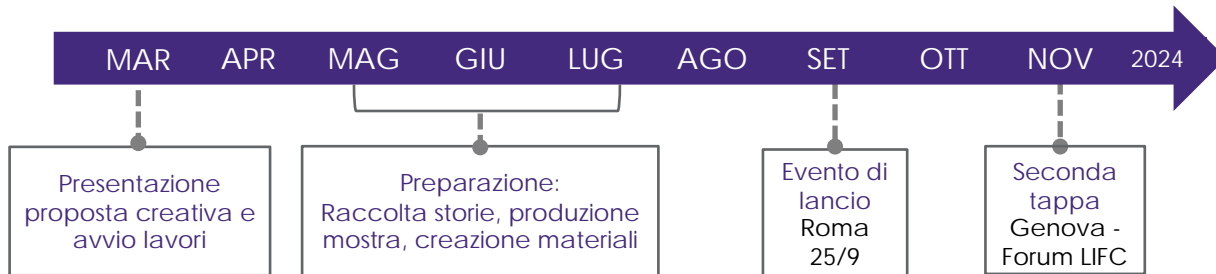 MAR APR MAG GIU LUG AGO SET OTT NOV 2024
Presentazione
proposta creativa e
avvio lavori
Preparazione:
Raccolta storie, produzione
mostra, creazione materiali
Evento di
lancio
Roma
25/9
Seconda
tappa
Genova -
Forum LIFC